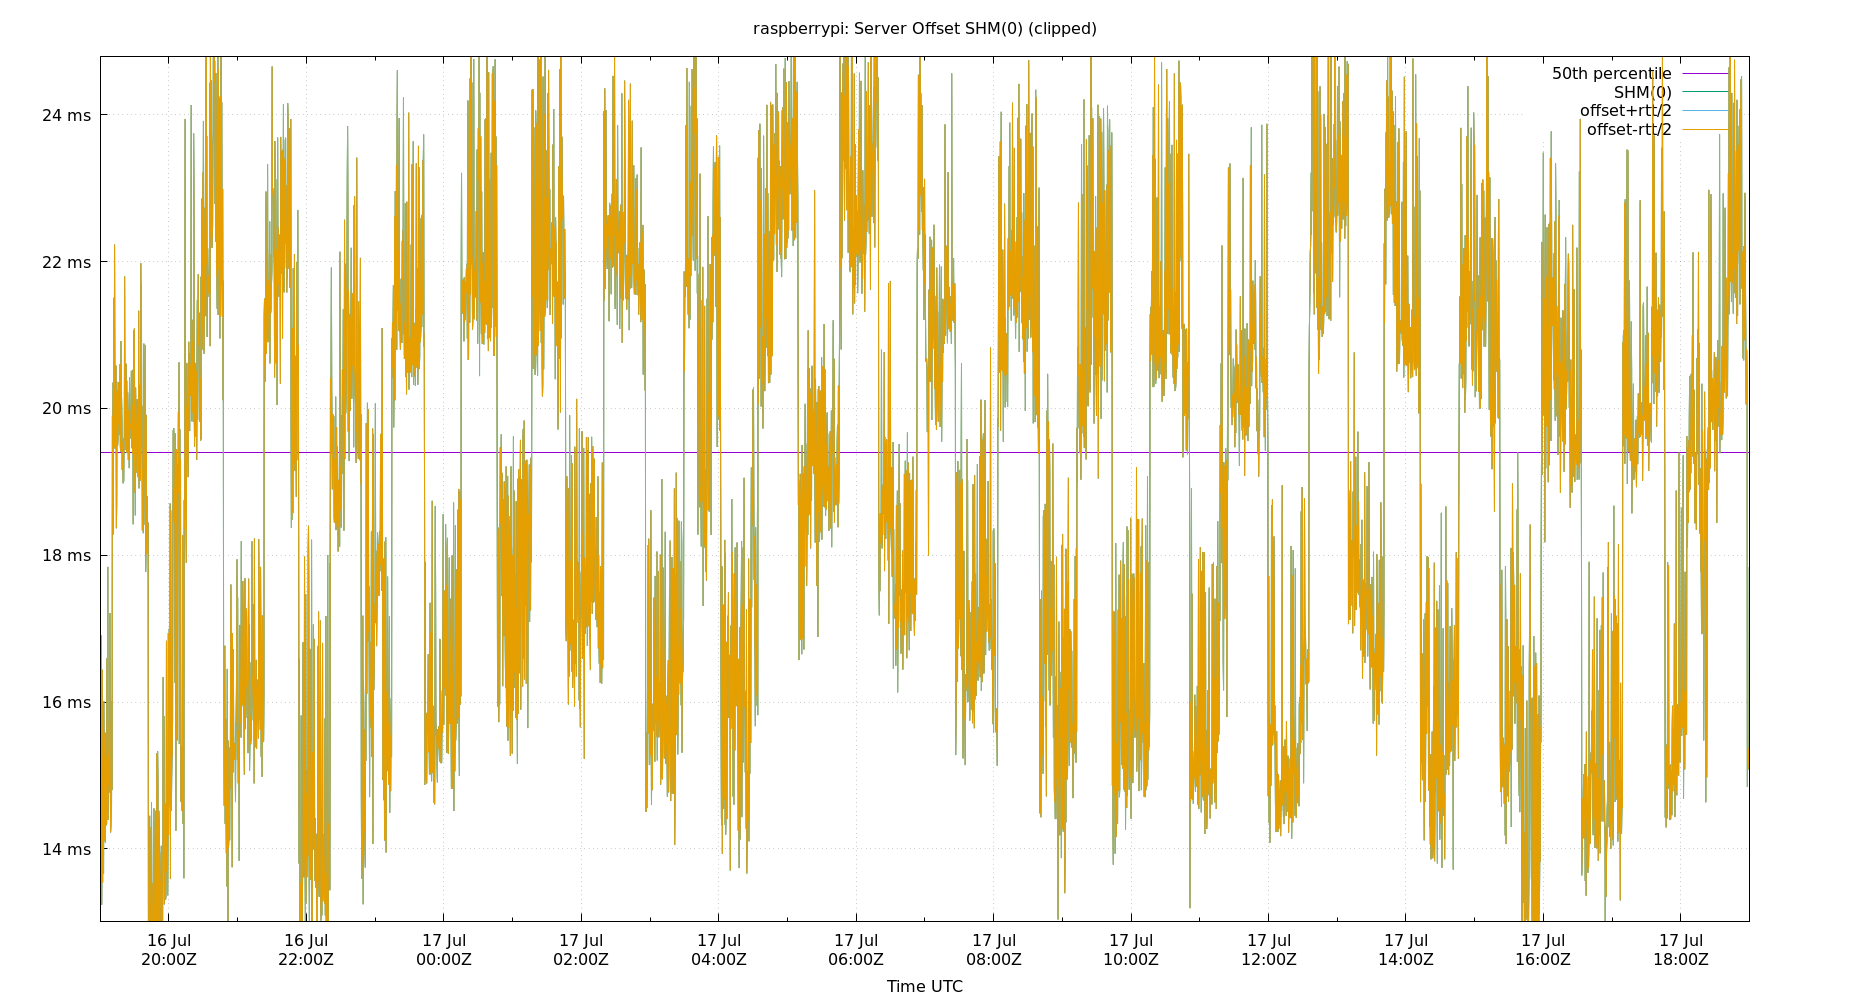 raspberrypi: Server Offset SHM(0) (clipped)
50th percentile
SHM(0)
offset+rtt/2
offset-rtt/2
24 ms
22 ms
20 ms
18 ms
16 ms
14 ms
16 Jul 16 Jul 17 Jul 17 Jul 17 Jul 17 Jul 17 Jul 17 Jul 17 Jul 17 Jul 17 Jul 17 Jul
20:00Z 22:00Z 00:00Z 02:00Z 04:00Z 06:00Z 08:00Z 10:00Z 12:00Z 14:00Z 16:00Z 18:00Z
Time UTC